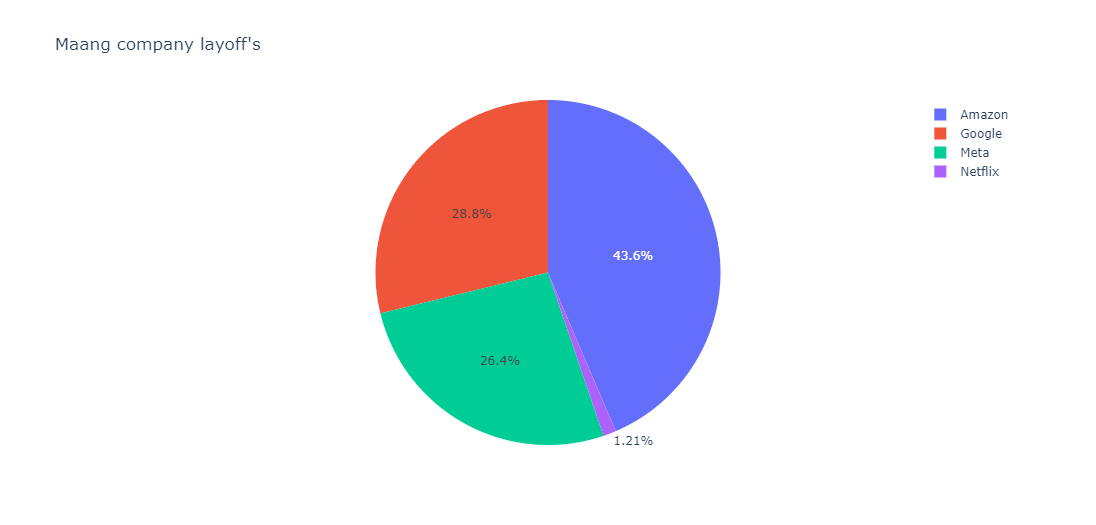 Maang company layoff's
Amazon
Google
Meta
Netflix
28.8%
43.6%
26.4%
1.21%